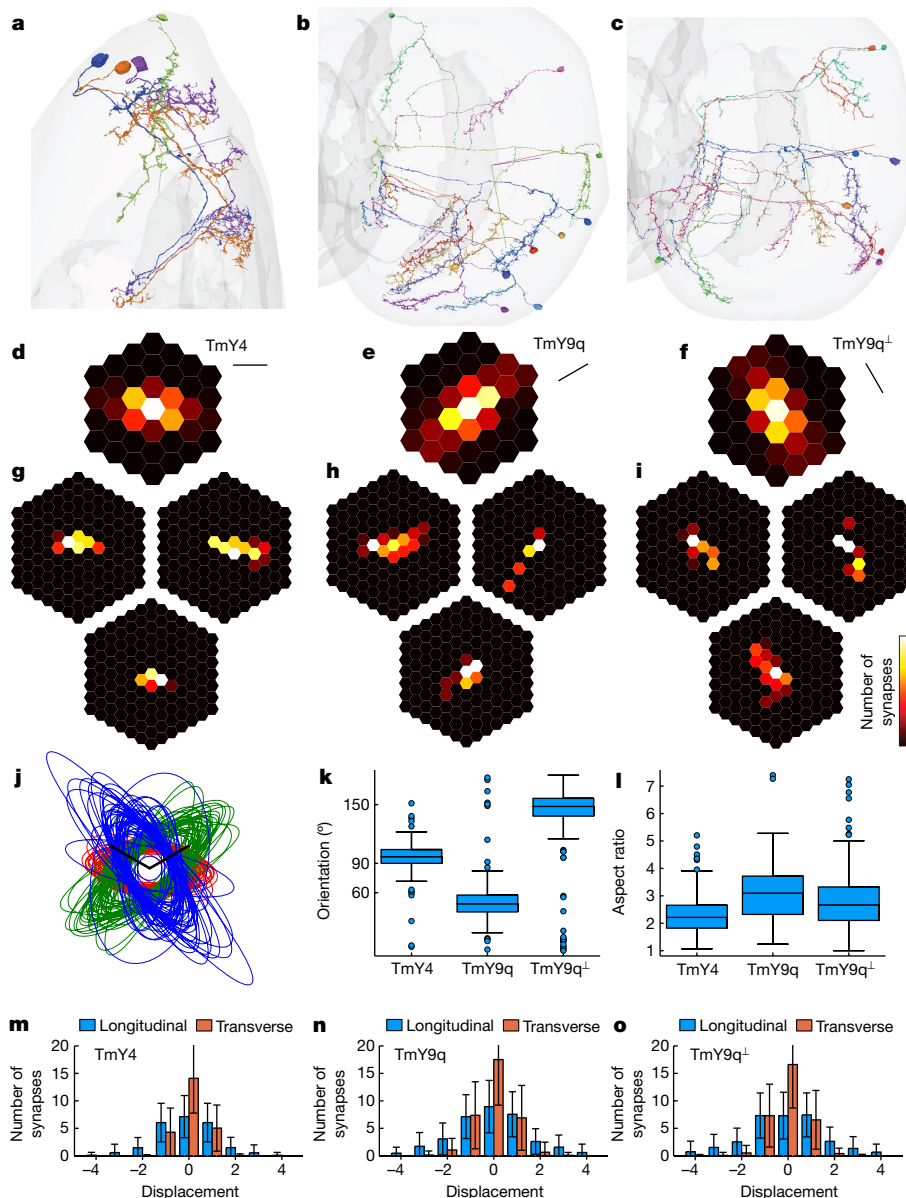 a
b
c
d
TmY4
e
TmY9q
f
TmY9q⊥
g
h
i
Number of
synapses
j
k
Orientation (°)
150
90
60
TmY4
TmY9q
TmY9q⊥
l
Aspect ratio
7
6
5
4
3
2
1
TmY4
TmY9q
TmY9q⊥
m
Longitudinal
Transverse
TmY4
Number of
synapses
20
15
10
5
0
−4
−2
0
2
4
Displacement
n
Longitudinal
Transverse
TmY9q
Number of
synapses
20
15
10
5
0
−4
−2
0
2
4
Displacement
o
Longitudinal
Transverse
TmY9q⊥
Number of
synapses
20
15
10
5
0
−4
−2
0
2
4
Displacement